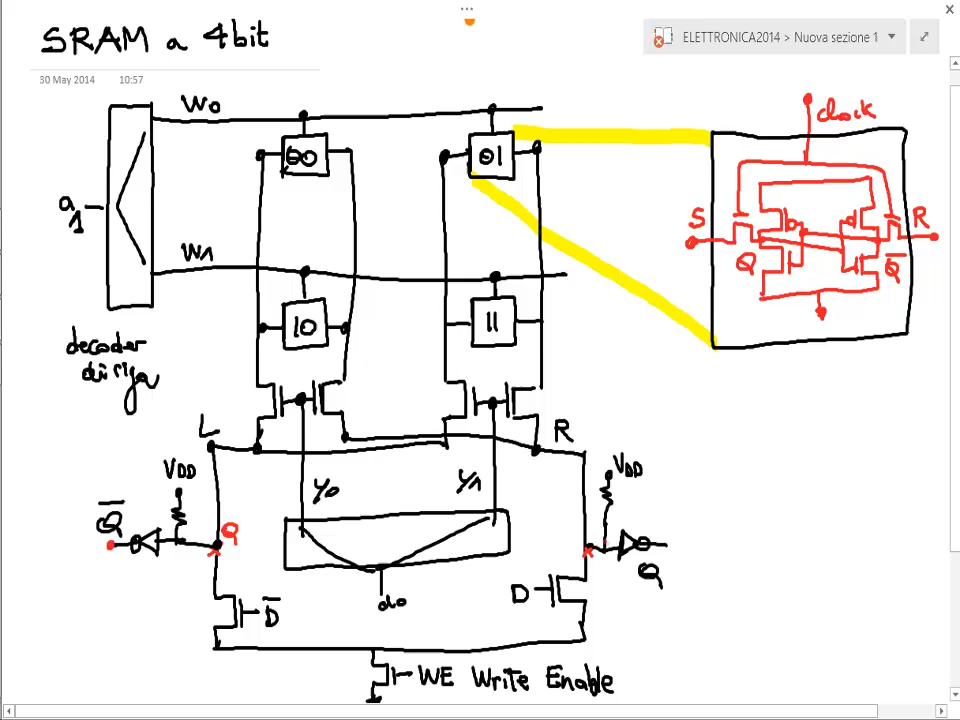 SRAM a 4bit
ELETTRONICA2014 > Nuova sezione 1
30 May 2014 10:57
W0
clock
00
01
a1
S
R
Q
Q̅
W1
10
11
decoder
di riga
L
R
VDD
VDD
Y0
Y1
Q̅
Q
Q
D
D̅
a0
WE Write Enable